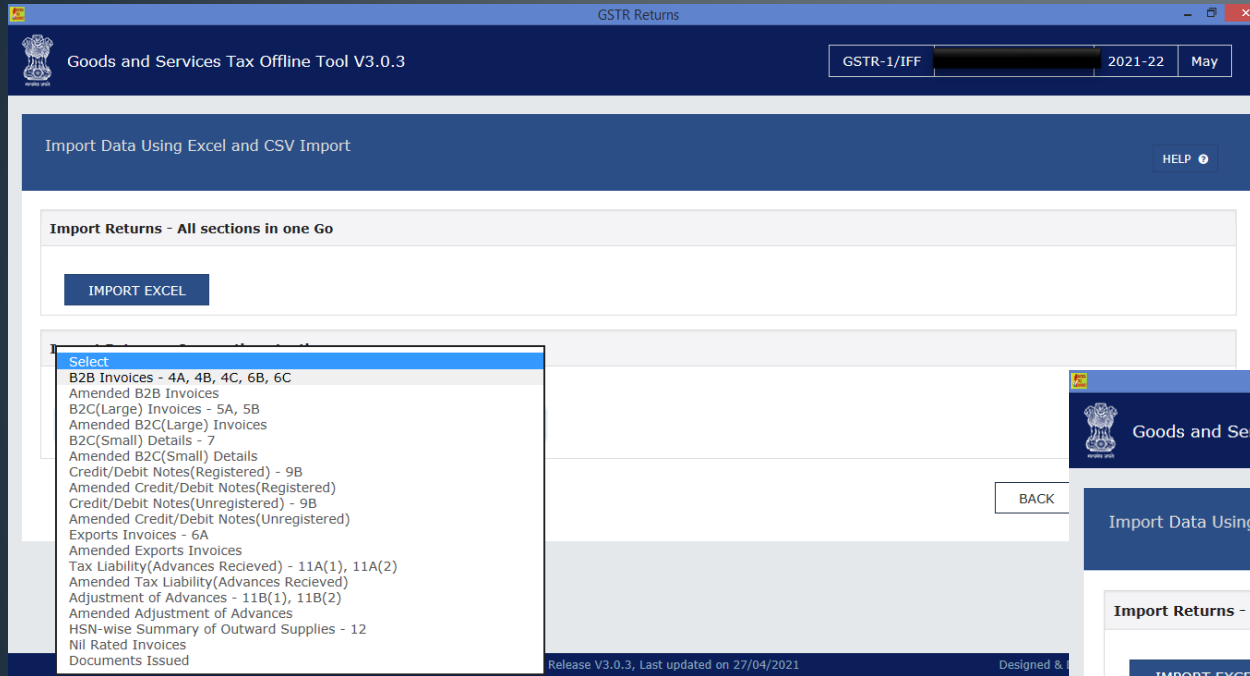 GSTR Returns
Goods and Services Tax Offline Tool V3.0.3
GSTR-1/IFF 2021-22 May
Import Data Using Excel and CSV Import
HELP
Import Returns - All sections in one Go
IMPORT EXCEL
Select
B2B Invoices - 4A, 4B, 4C, 6B, 6C
Amended B2B Invoices
B2C(Large) Invoices - 5A, 5B
Amended B2C(Large) Invoices
B2C(Small) Details - 7
Amended B2C(Small) Details
Credit/Debit Notes(Registered) - 9B
Amended Credit/Debit Notes(Registered)
Credit/Debit Notes(Unregistered) - 9B
Amended Credit/Debit Notes(Unregistered)
Exports Invoices - 6A
Amended Exports Invoices
Tax Liability(Advances Recieved) - 11A(1), 11A(2)
Amended Tax Liability(Advances Recieved)
Adjustment of Advances - 11B(1), 11B(2)
Amended Adjustment of Advances
HSN-wise Summary of Outward Supplies - 12
Nil Rated Invoices
Documents Issued
BACK
Release V3.0.3, Last updated on 27/04/2021
Designed &
Goods and Se
Import Data Using
Import Returns -
IMPORT EXCE